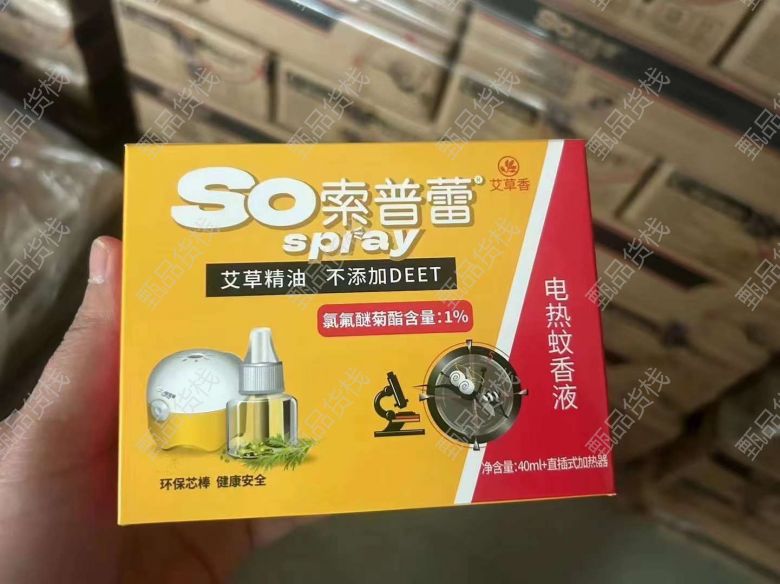 SO索普蕾®
spray
艾草香
艾草精油 不添加DEET
氯氟醚菊酯含量:1%
电热蚊香液
净含量:40ml+直插式加热器
环保芯棒 健康安全
甄品货栈